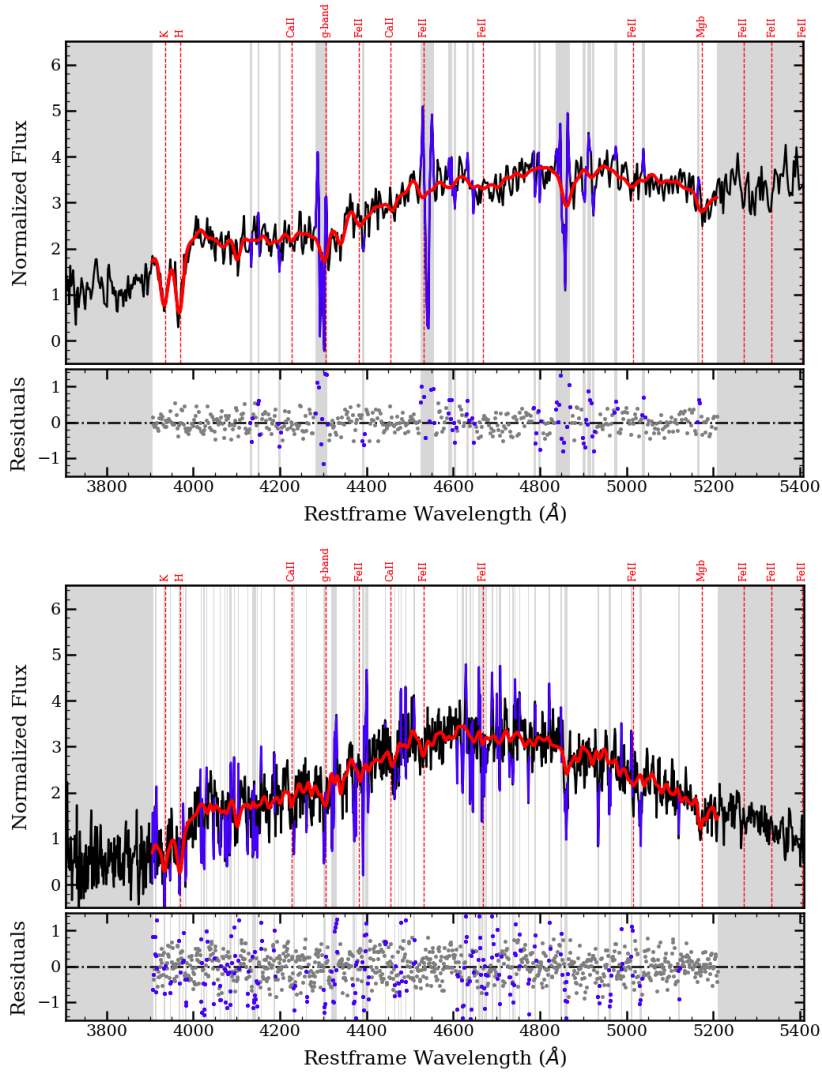 K H CaII g-band FeII CaII FeII FeII FeII Mgb FeII FeII FeII
6
5
4
3
2
1
0
Normalized Flux
1
0
−1
Residuals
3800 4000 4200 4400 4600 4800 5000 5200 5400
Restframe Wavelength (Å)
K H CaII g-band FeII CaII FeII FeII FeII Mgb FeII FeII FeII
6
5
4
3
2
1
0
Normalized Flux
1
0
−1
Residuals
3800 4000 4200 4400 4600 4800 5000 5200 5400
Restframe Wavelength (Å)